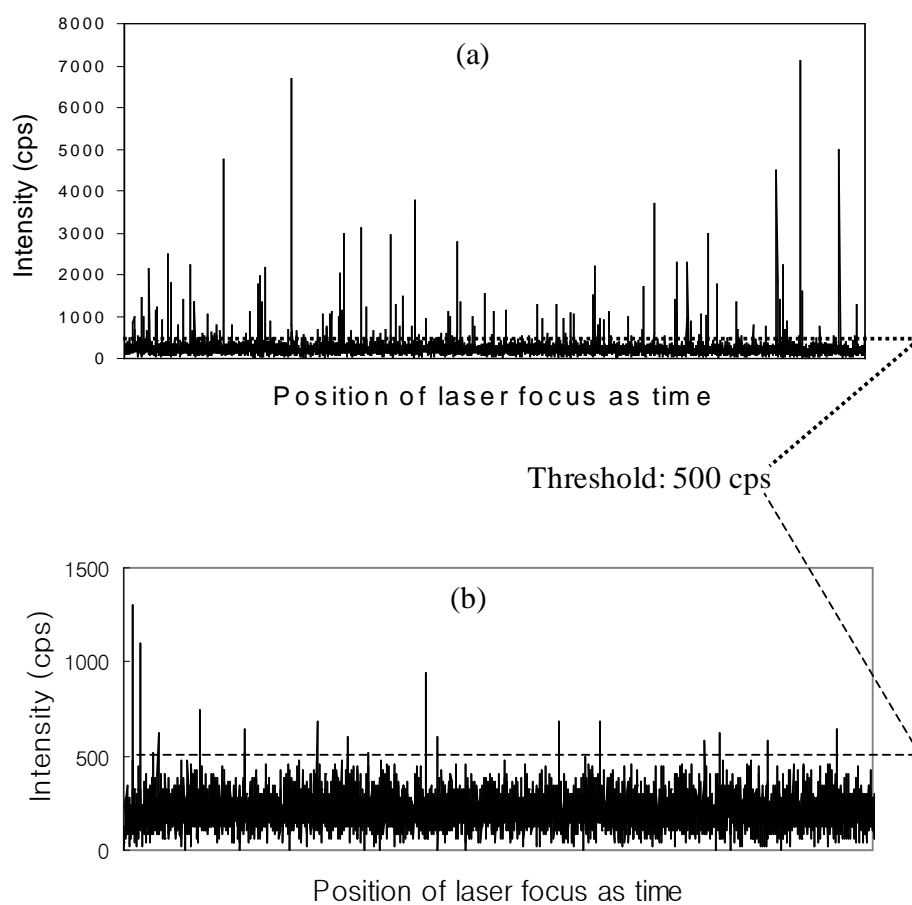 (a)
Intensity (cps)
8000
7000
6000
5000
4000
3000
2000
1000
0
Position of laser focus as time
Threshold: 500 cps
(b)
Intensity (cps)
1500
1000
500
0
Position of laser focus as time